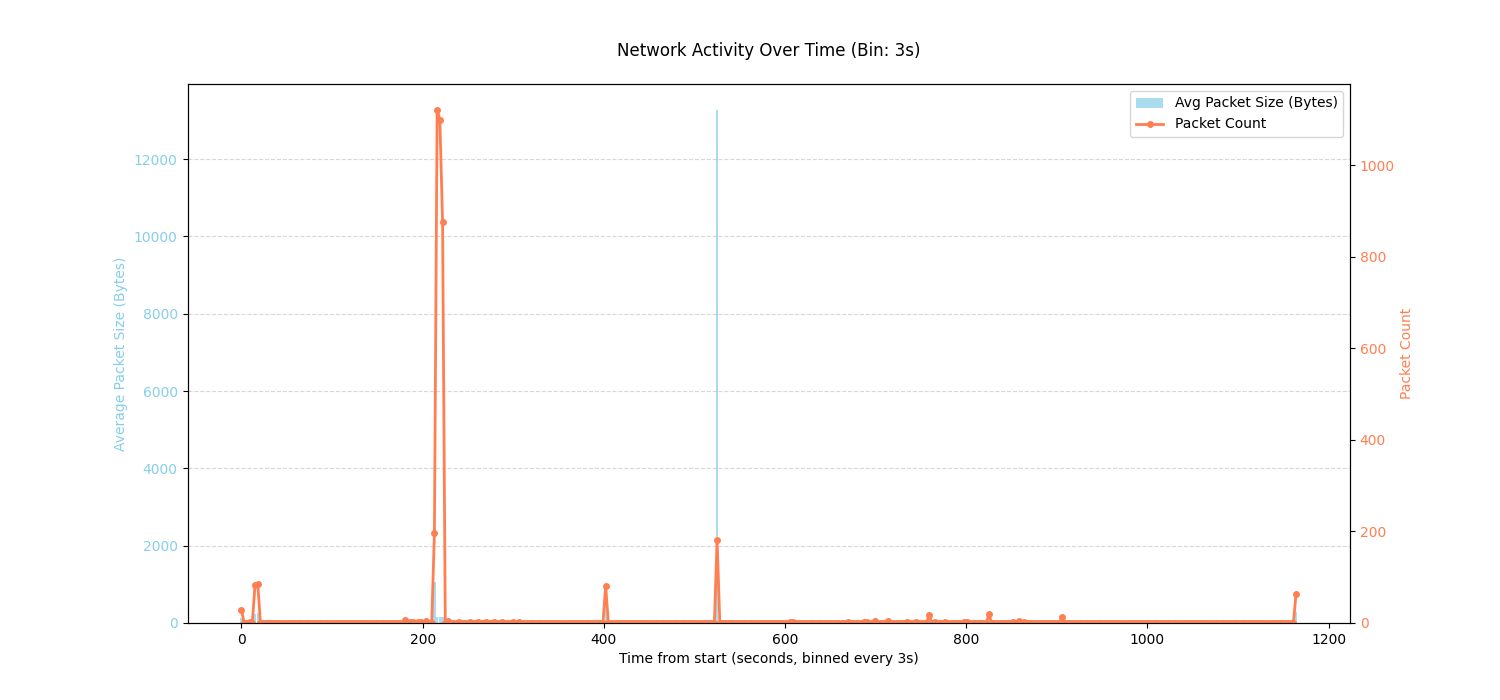 Network Activity Over Time (Bin: 3s)
Avg Packet Size (Bytes)
Packet Count
12000
10000
8000
6000
4000
2000
0
Average Packet Size (Bytes)
1000
800
600
400
200
0
Packet Count
0 200 400 600 800 1000 1200
Time from start (seconds, binned every 3s)